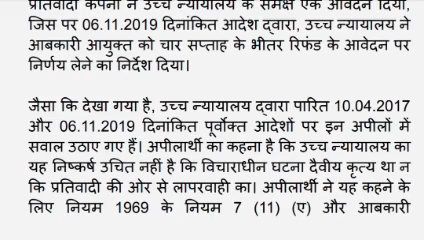 प्रतिवादी कंपनी ने उच्च न्यायालय के समक्ष एक आवेदन दिया,
जिस पर 06.11.2019 दिनांकित आदेश द्वारा, उच्च न्यायालय ने
आबकारी आयुक्त को चार सप्ताह के भीतर रिफंड के आवेदन पर
निर्णय लेने का निर्देश दिया।
जैसा कि देखा गया है, उच्च न्यायालय द्वारा पारित 10.04.2017
और 06.11.2019 दिनांकित पूर्वोक्त आदेशों पर इन अपीलों में
सवाल उठाए गए हैं। अपीलार्थी का कहना है कि उच्च न्यायालय का
यह निष्कर्ष उचित नहीं है कि विचाराधीन घटना दैवीय कृत्य था न
कि प्रतिवादी की ओर से लापरवाही का। अपीलार्थी ने यह कहने के
लिए नियम 1969 के नियम 7 (11) (ए) और आबकारी